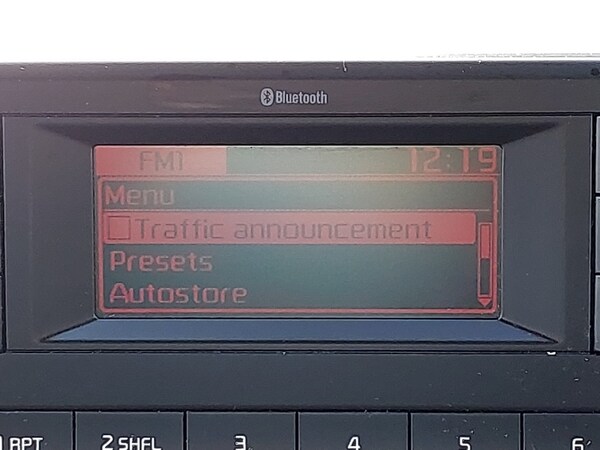 Bluetooth
FM1 12:19
Menu
Traffic announcement
Presets
Autostore
1 RPT 2 SHFL 3 4 5 6